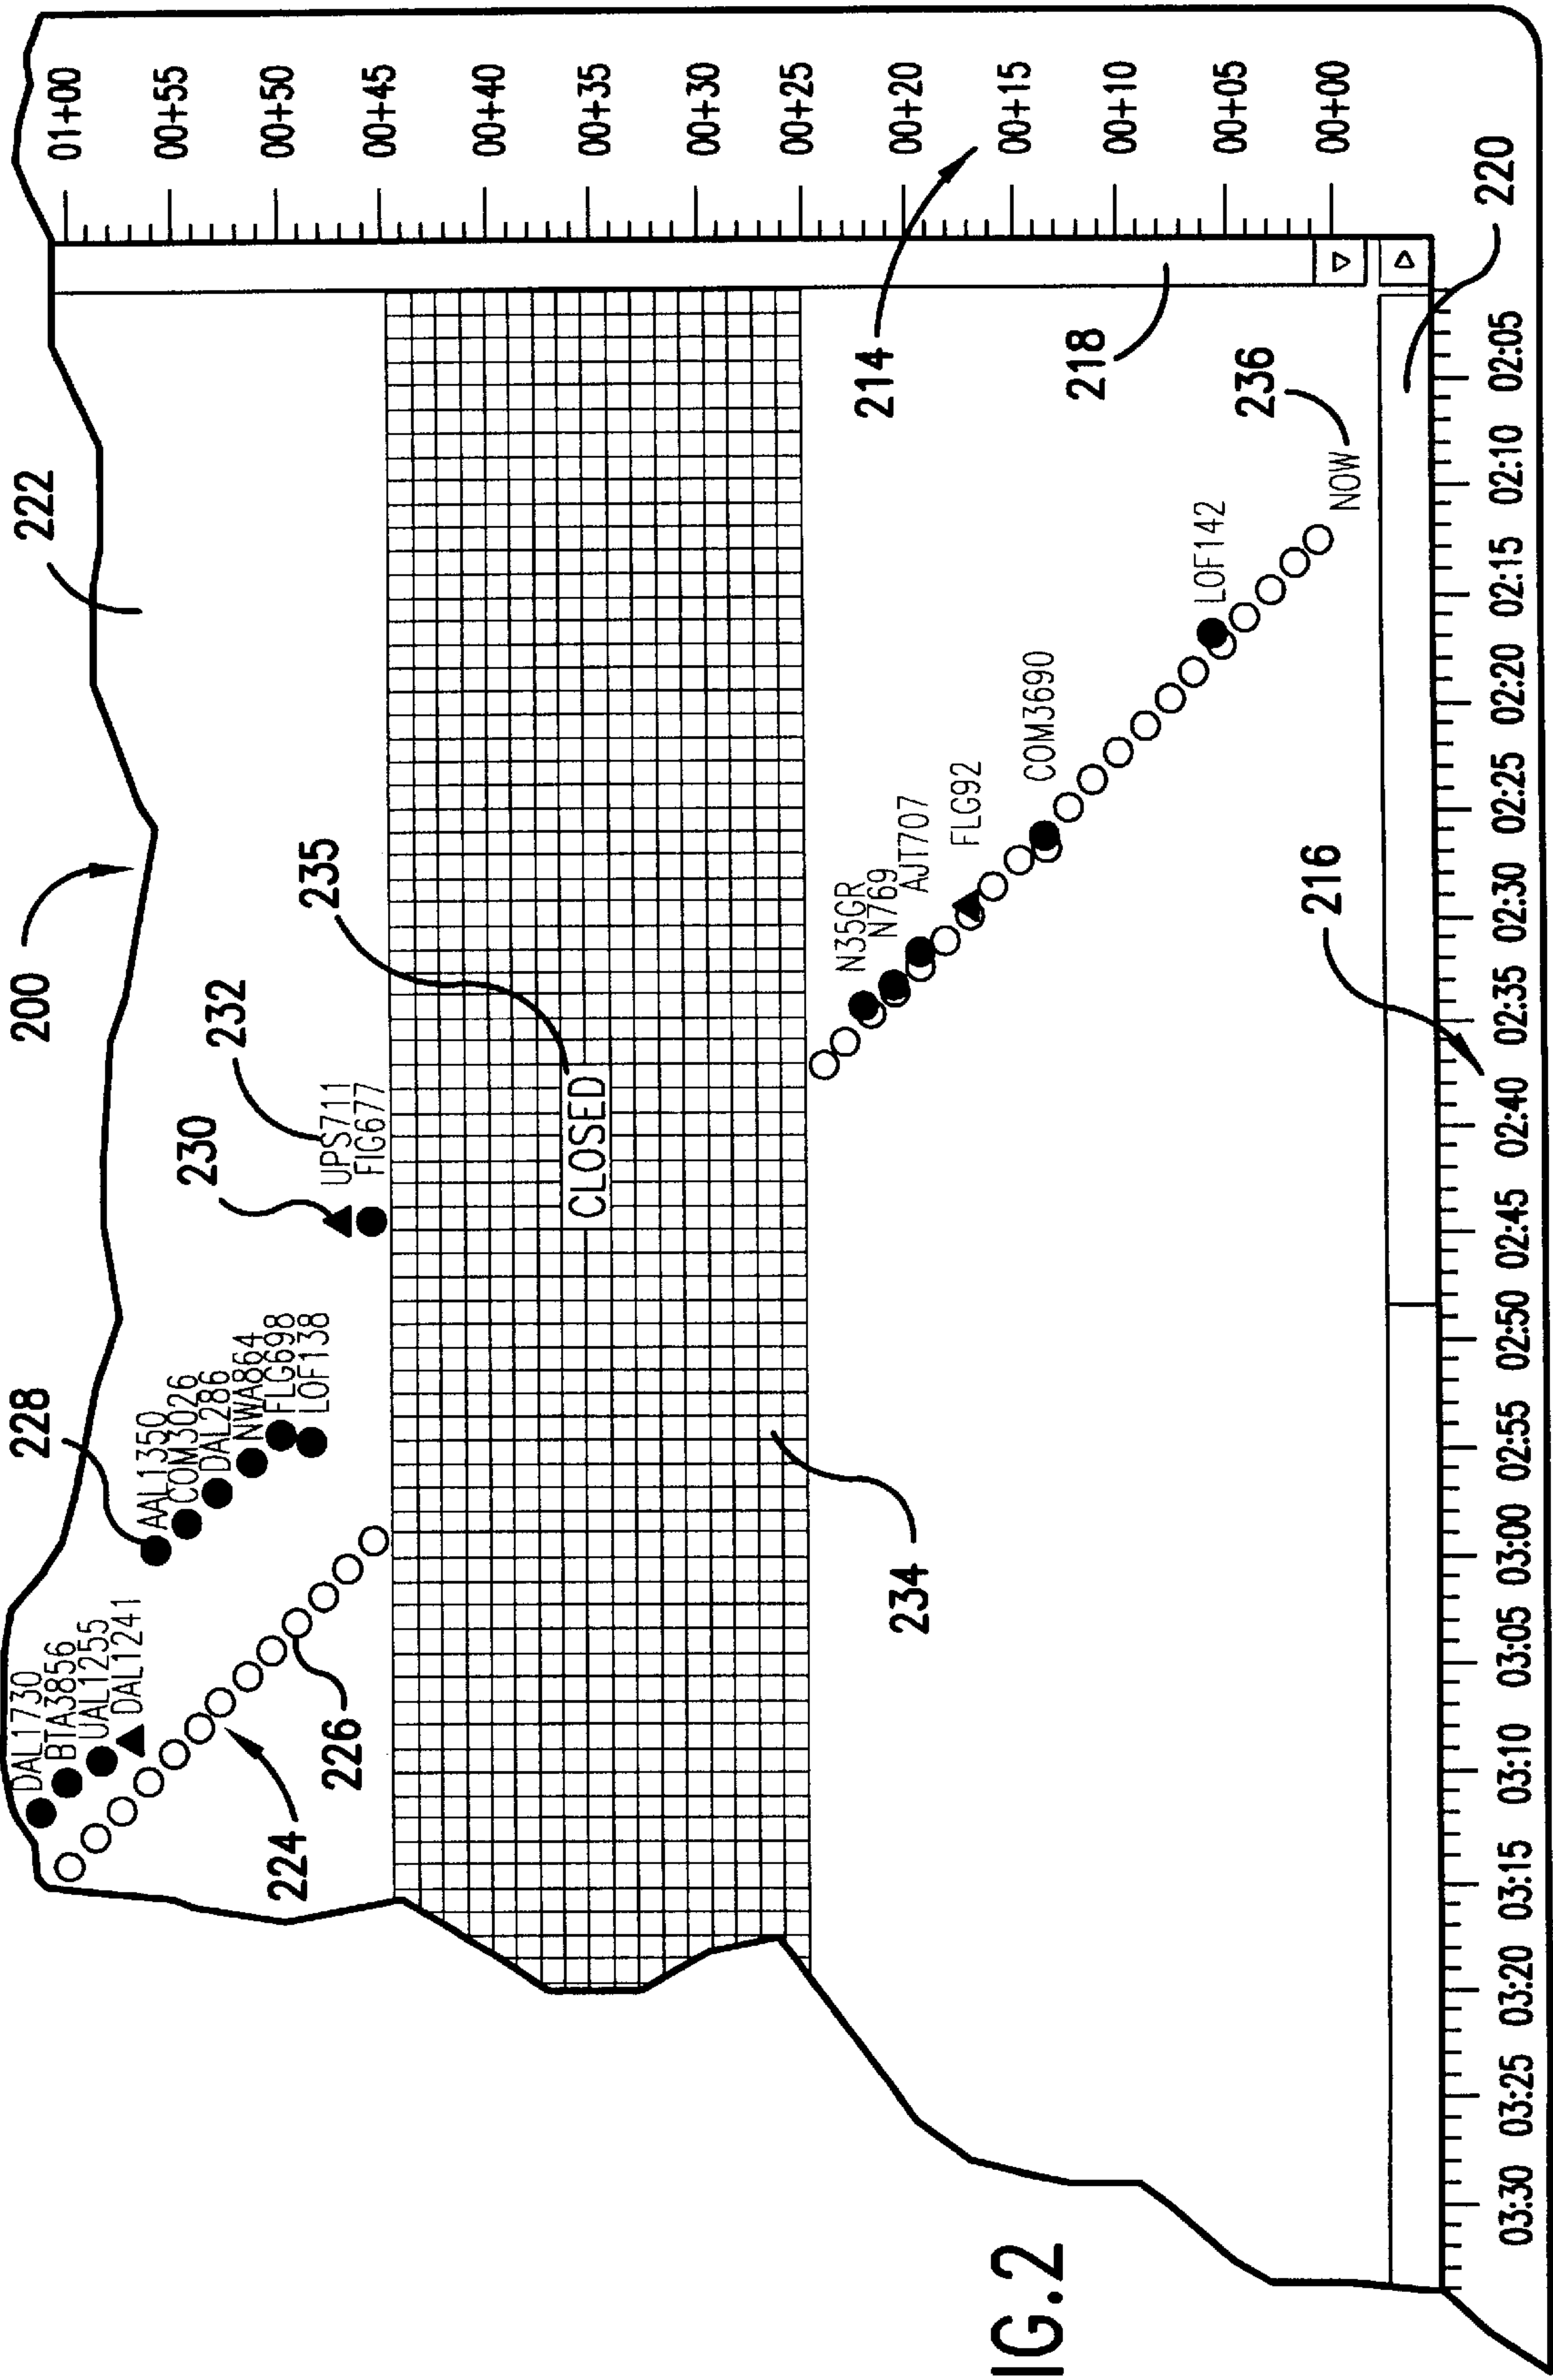 01+00
00+55
00+50
00+45
00+40
00+35
00+30
00+25
00+20
00+15
00+10
00+05
00+00
222
200
235
232
230
228
UPS711
FIG677
AAL1350
COM3026
DAL286
NWA864
FLG698
LOF138
DAL1730
BTA3856
UAL1255
DAL1241
226
224
CLOSED
234
214
218
236
220
216
N35GR
N769
AJT707
FLG92
COM3690
LOF142
NOW
03:30 03:25 03:20 03:15 03:10 03:05 03:00 02:55 02:50 02:45 02:40 02:35 02:30 02:25 02:20 02:15 02:10 02:05
IG.2